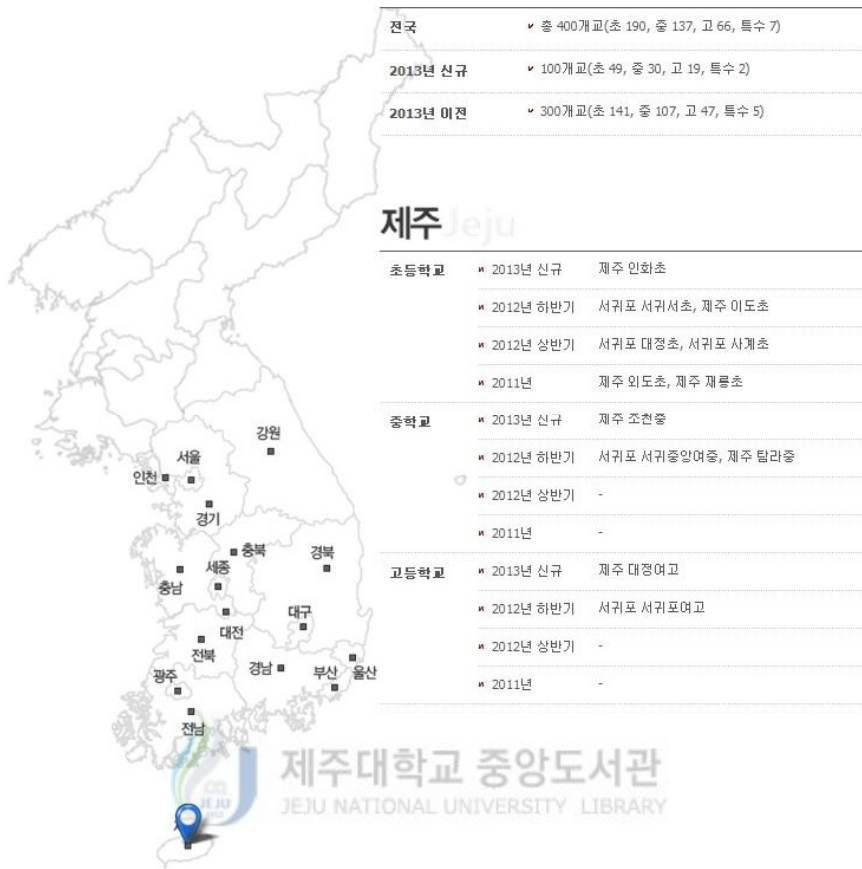 전국 총 400개교(초 190, 중 137, 고 66, 특수 7)
2013년 신규 100개교(초 49, 중 30, 고 19, 특수 2)
2013년 이전 300개교(초 141, 중 107, 고 47, 특수 5)
제주 Jeju
초등학교 2013년 신규 제주 인화초
2012년 하반기 서귀포 서귀서초, 제주 이도초
2012년 상반기 서귀포 대정초, 서귀포 사계초
2011년 제주 외도초, 제주 재릉초
중학교 2013년 신규 제주 조천중
2012년 하반기 서귀포 서귀중앙여중, 제주 탐라중
2012년 상반기 -
2011년 -
고등학교 2013년 신규 제주 대정여고
2012년 하반기 서귀포 서귀포여고
2012년 상반기 -
2011년 -
강원
서울
인천
경기
충북
경북
세종
충남
대구
대전
전북
경남
부산
울산
광주
전남
제주대학교 중앙도서관
JEJU NATIONAL UNIVERSITY LIBRARY
JEJU
1952